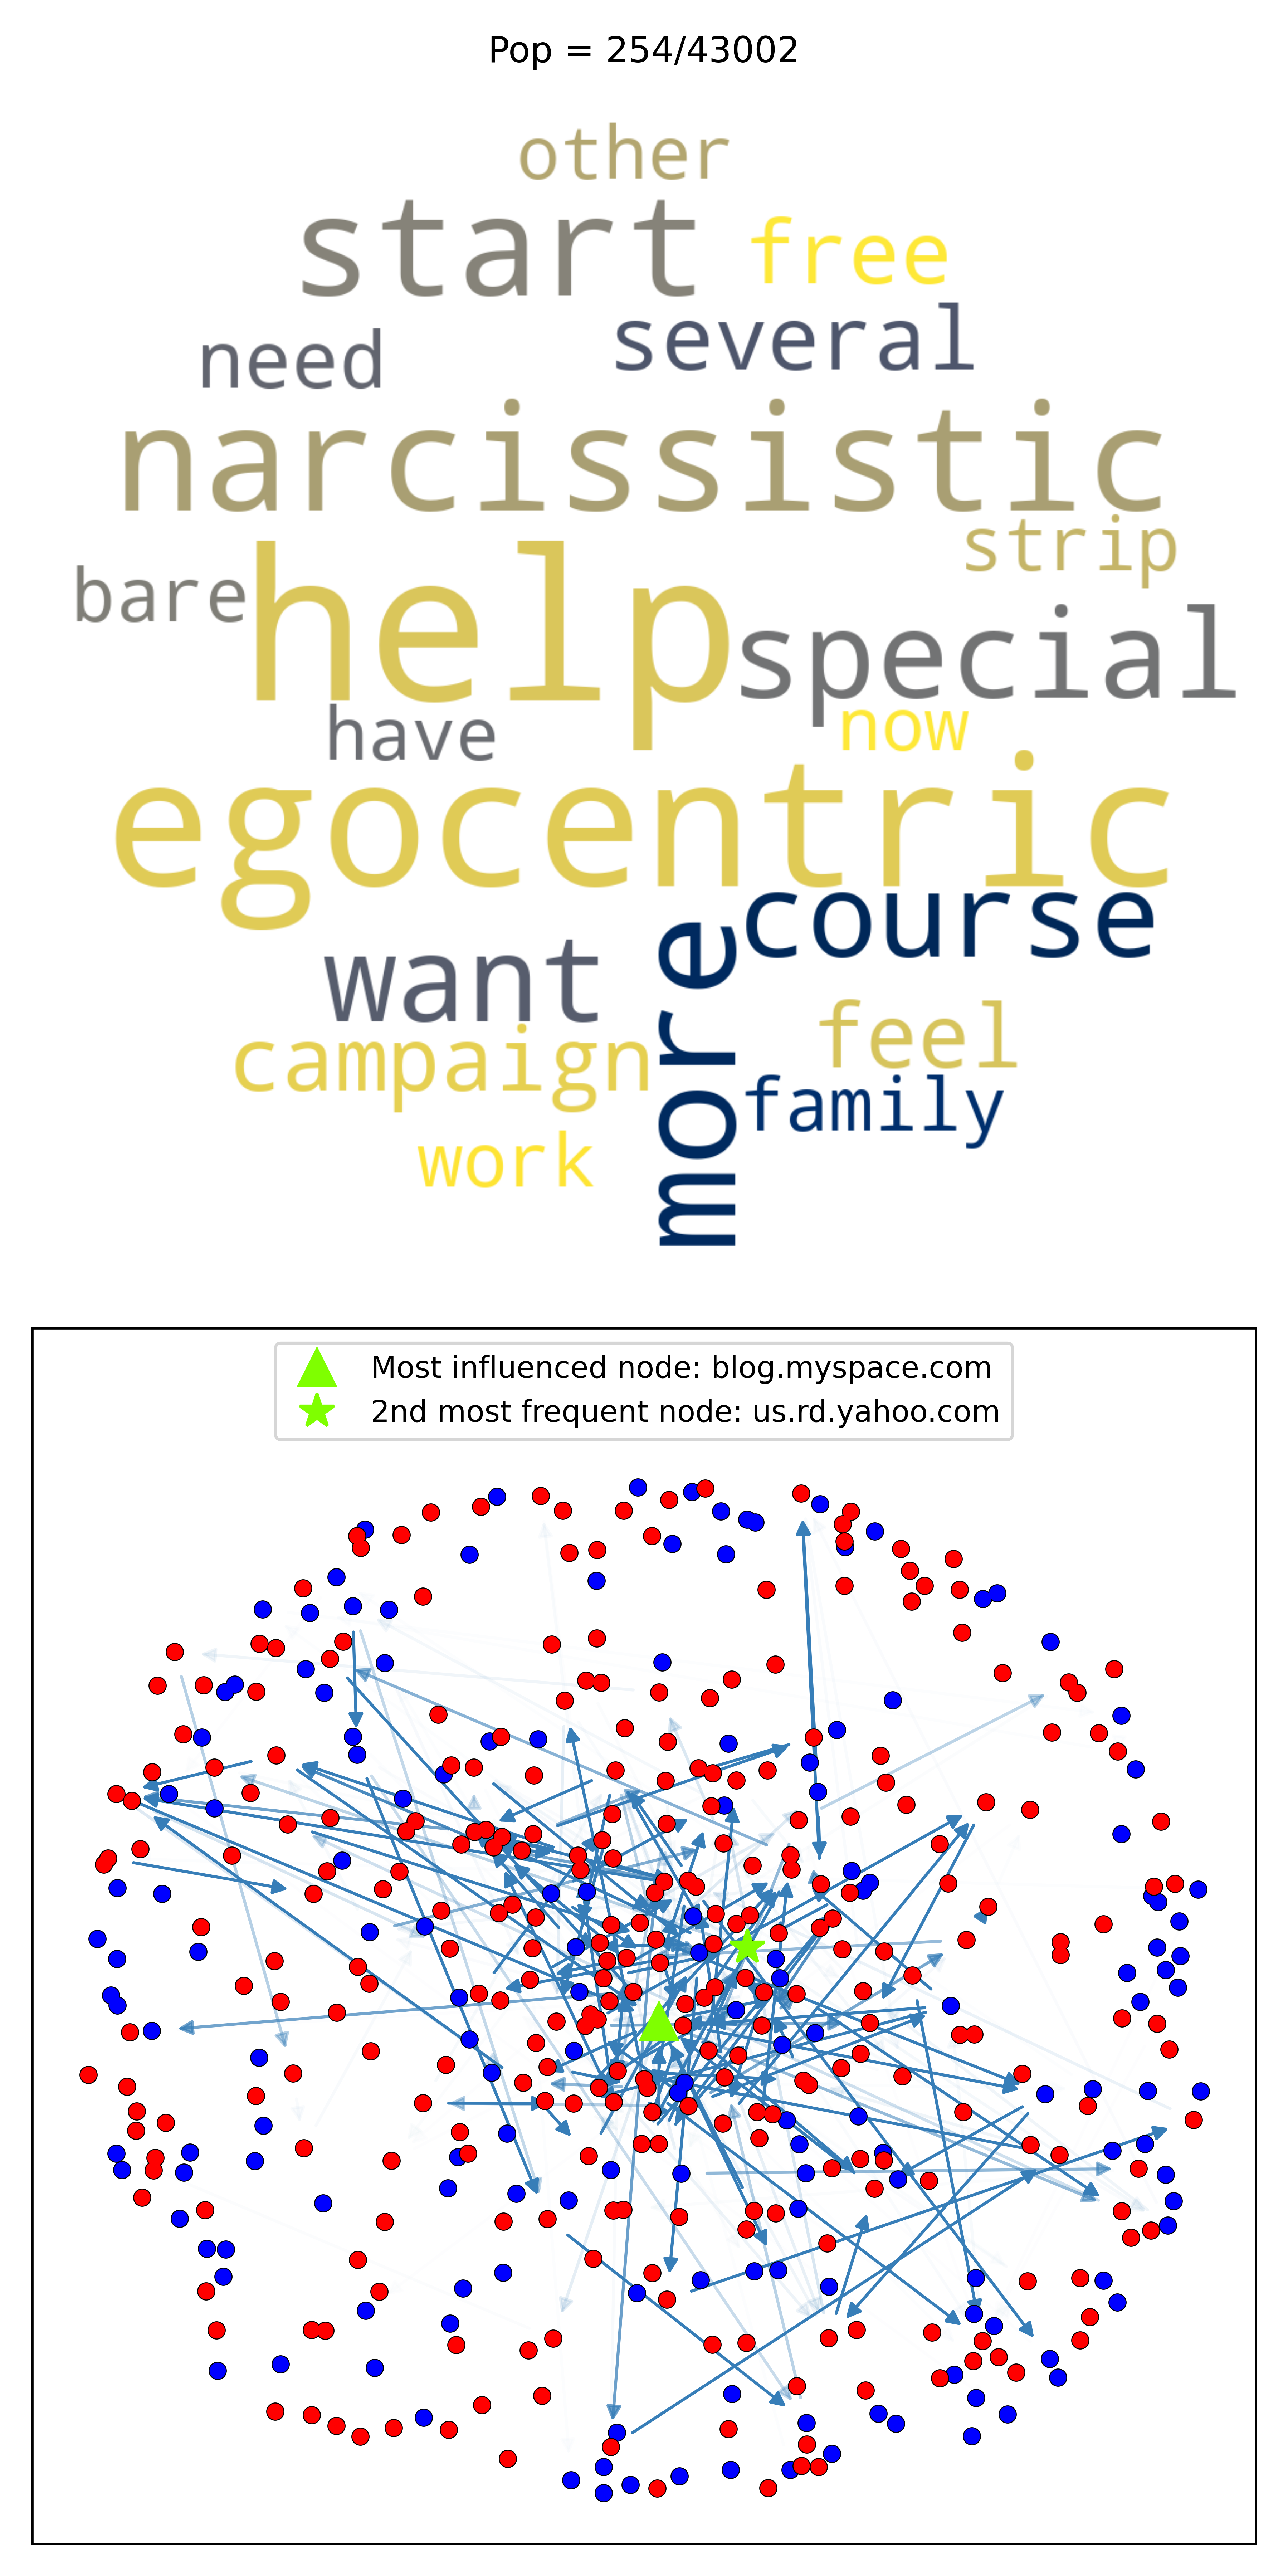 Pop = 254/43002
other
start
free
several
need
narcissistic
strip
bare
help
special
have
now
egocentric
course
want
more
feel
campaign
family
work
Most influenced node: blog.myspace.com
2nd most frequent node: us.rd.yahoo.com